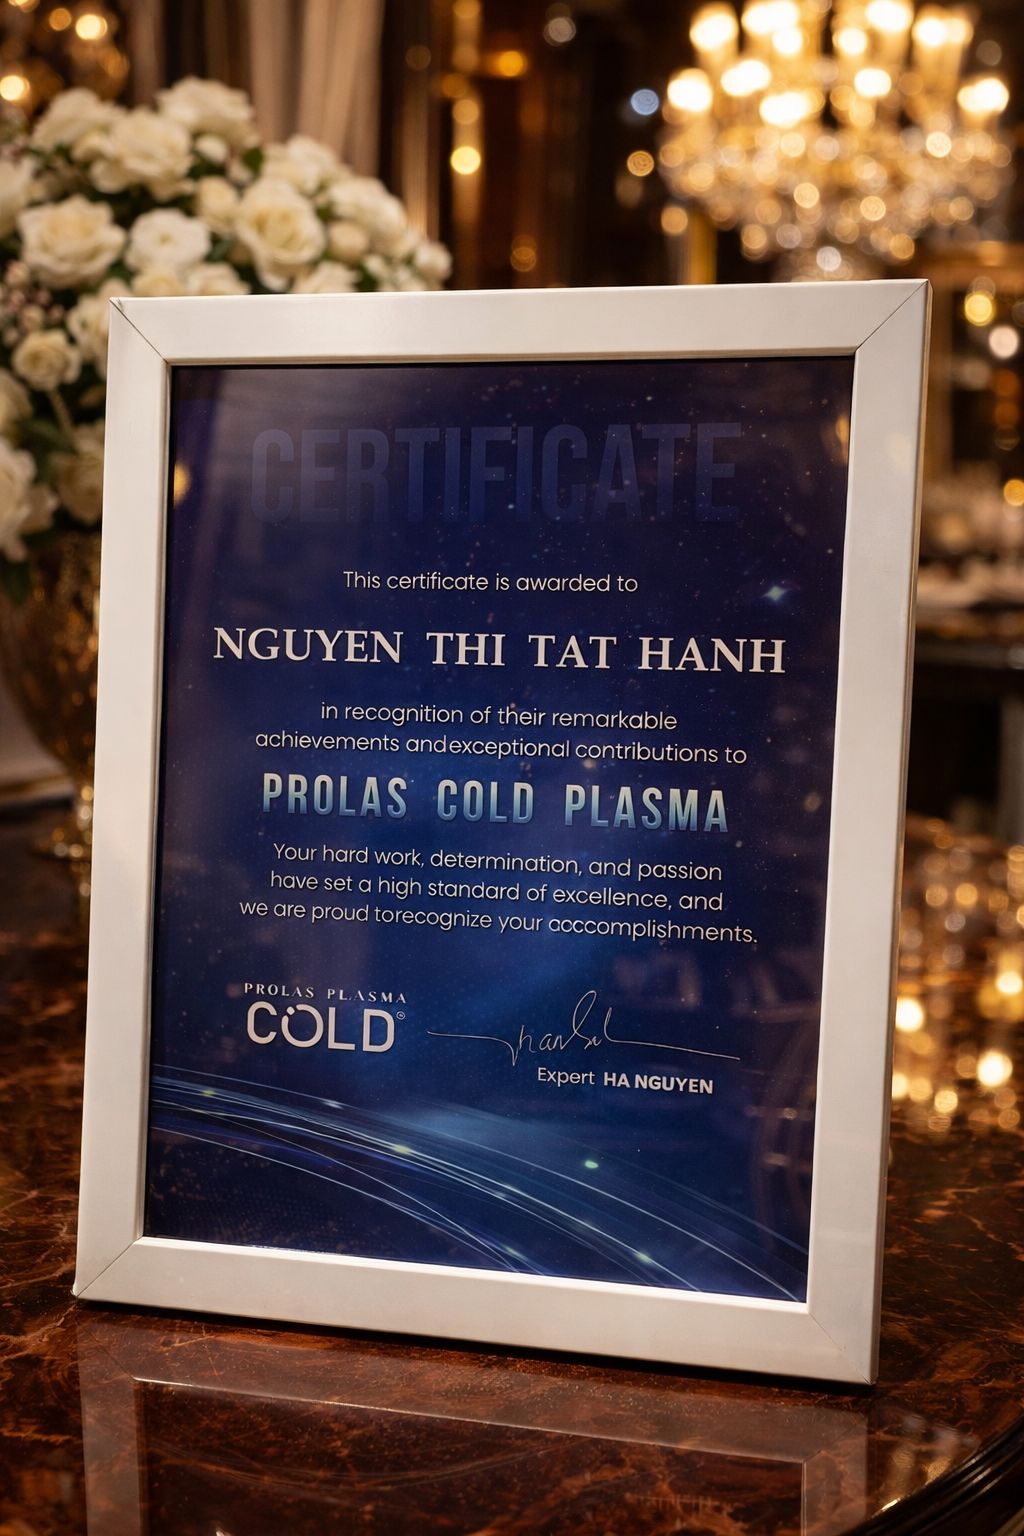 CERTIFICATE
This certificate is awarded to
NGUYEN THI TAT HANH
in recognition of their remarkable
achievements andexceptional contributions to
PROLAS COLD PLASMA
Your hard work, determination, and passion
have set a high standard of excellence, and
we are proud torecognize your acccomplishments.
PROLAS PLASMA
COLD®
Expert HA NGUYEN